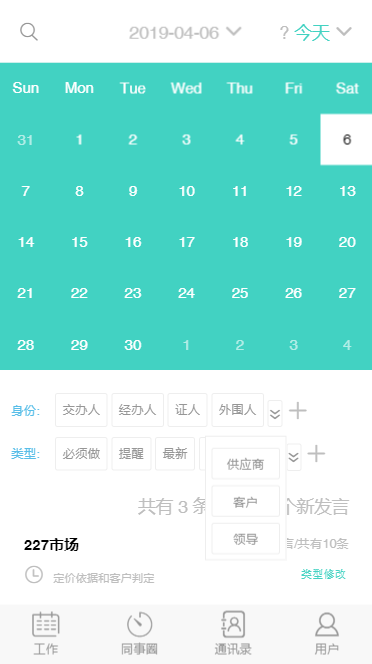 2019-04-06 ? 今天
Sun Mon Tue Wed Thu Fri Sat
31 1 2 3 4 5 6
7 8 9 10 11 12 13
14 15 16 17 18 19 20
21 22 23 24 25 26 27
28 29 30 1 2 3 4
身份: 交办人 经办人 证人 外围人
类型: 必须做 提醒 最新
供应商
客户
领导
共有 3 条 个新发言
227市场 言/共有10条
定价依据和客户判定 类型修改
工作 同事圈 通讯录 用户